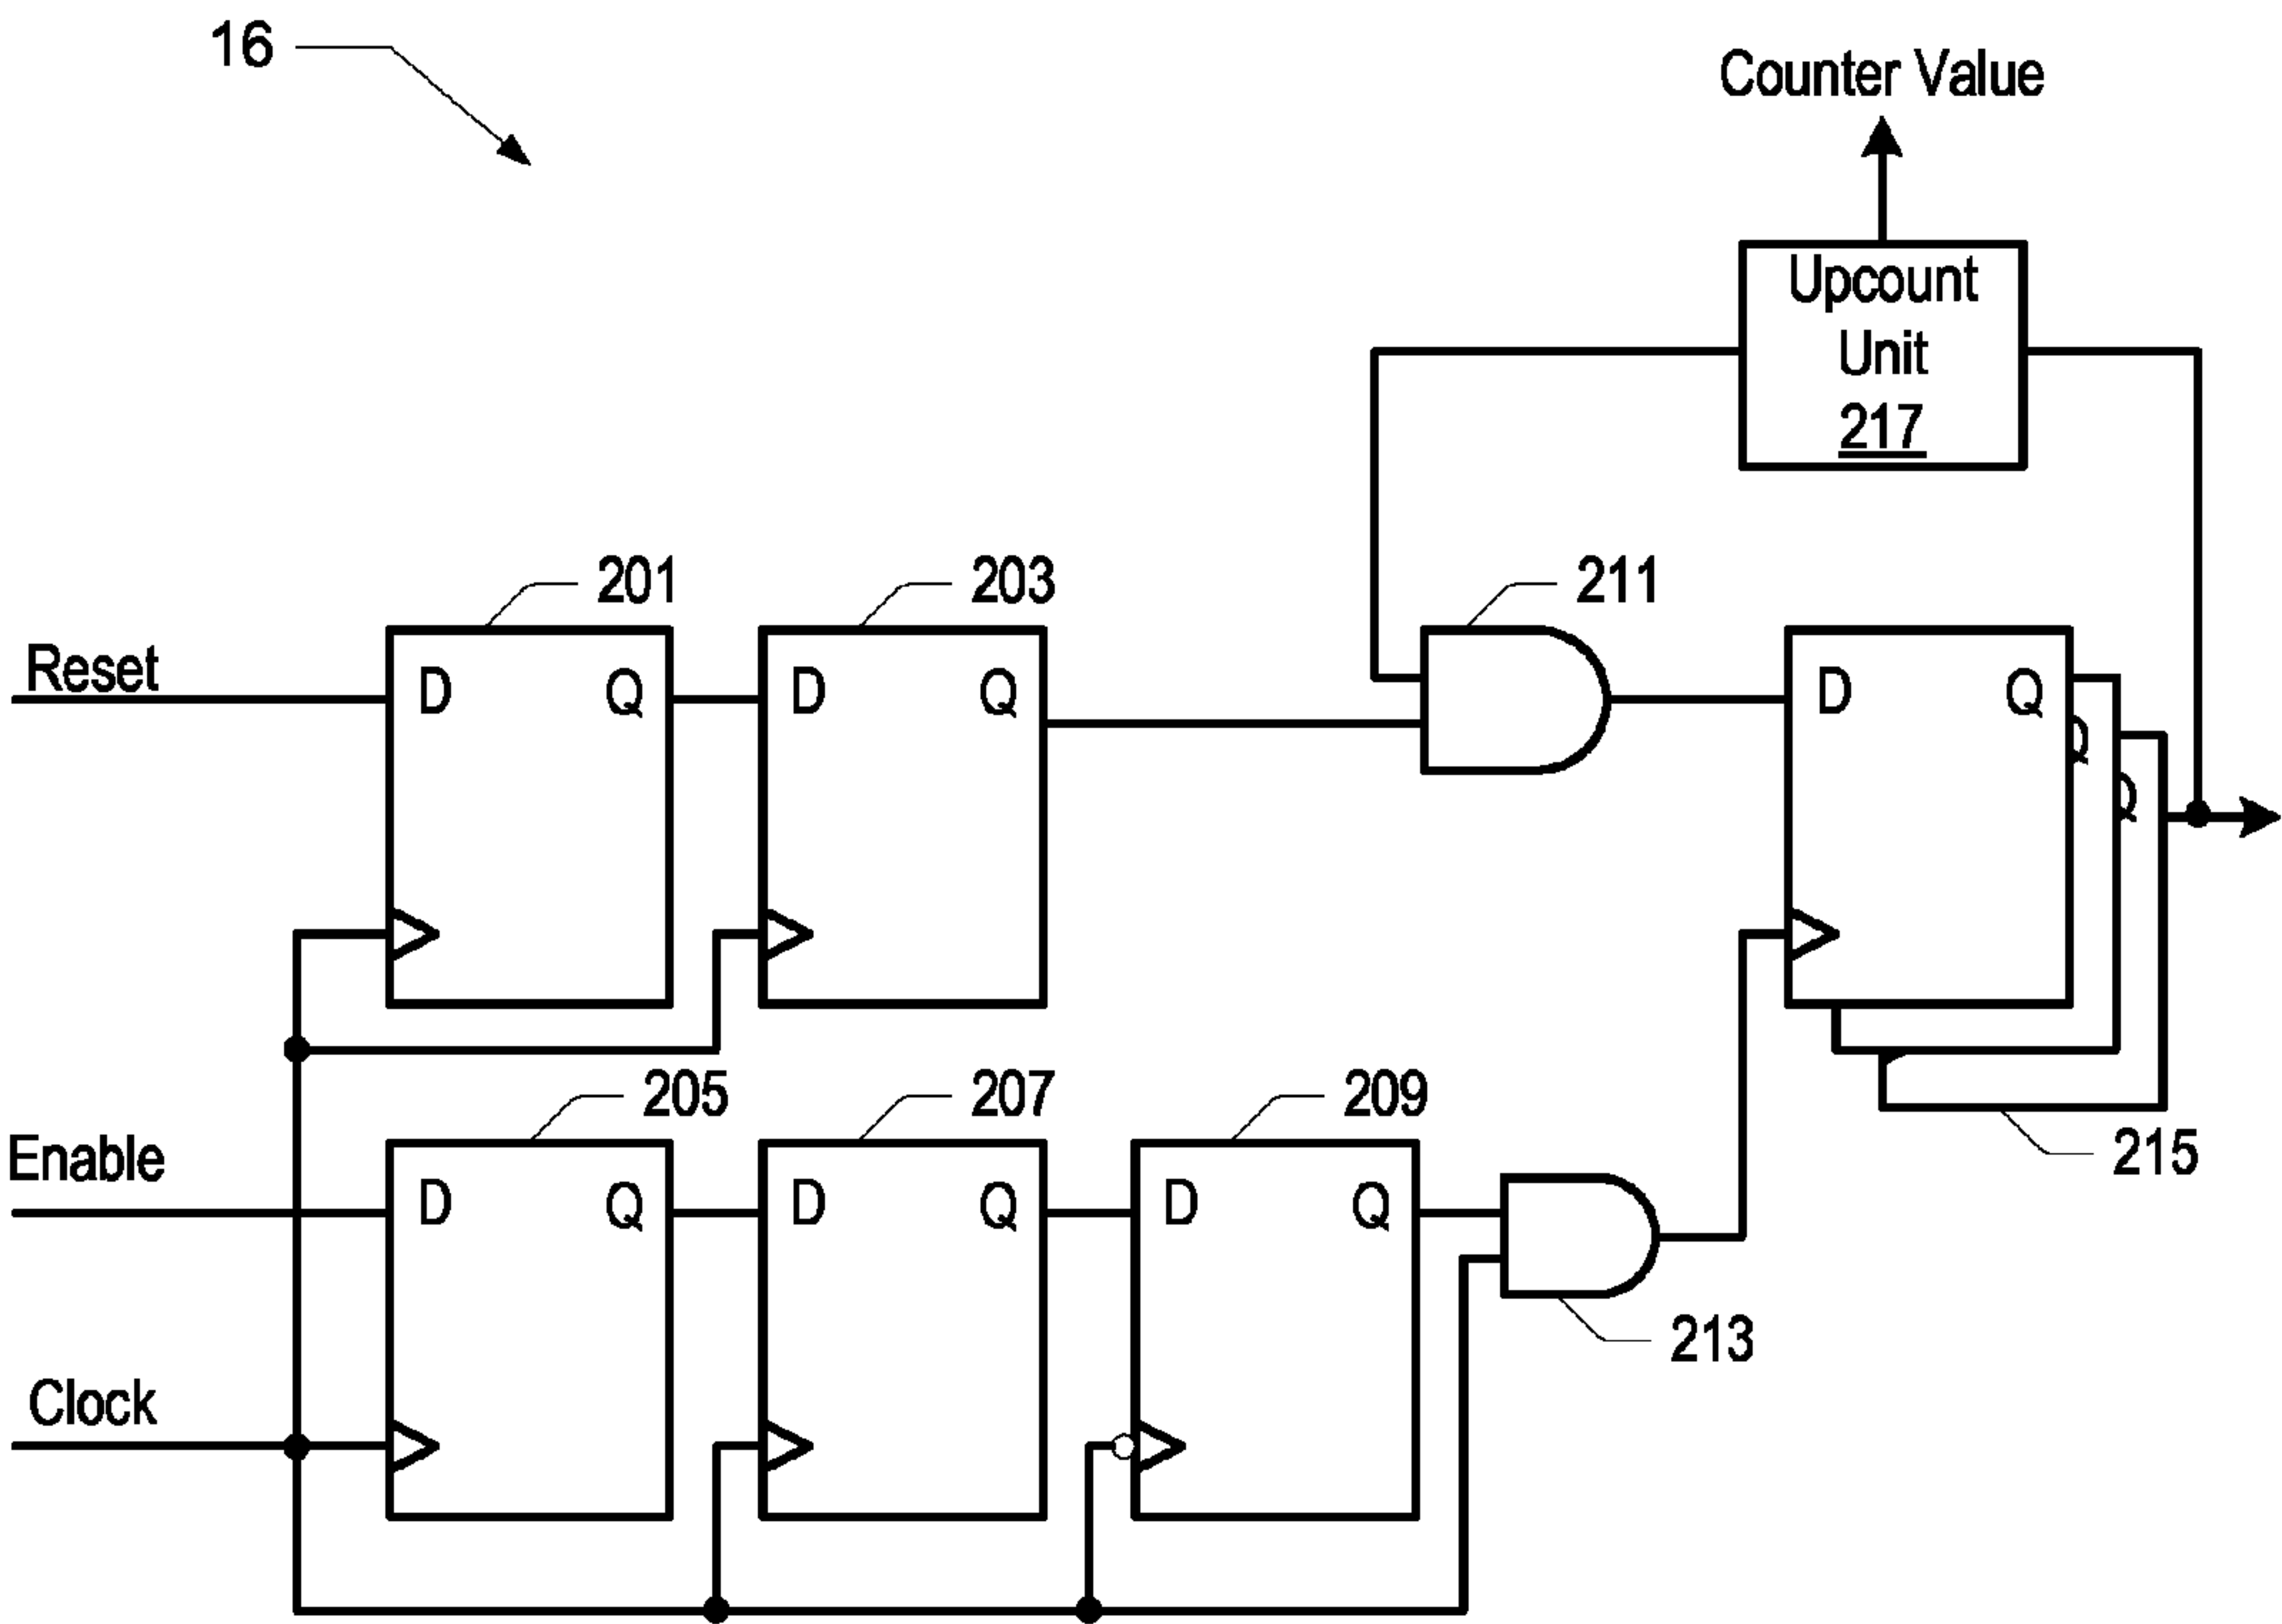 16
Counter Value
Upcount
Unit
217
201
203
211
Reset
D Q
D Q
D Q
Q
Q
205
207
209
215
Enable
D Q
D Q
D Q
213
Clock